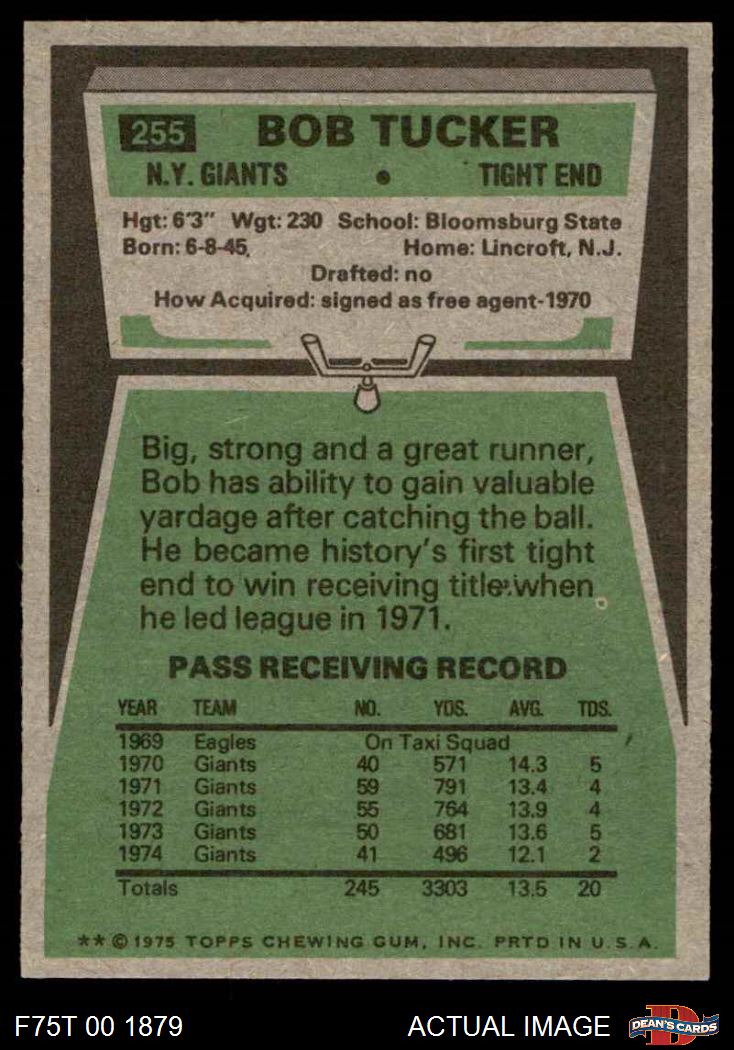 255 BOB TUCKER
N.Y. GIANTS • TIGHT END
Hgt: 6'3" Wgt: 230 School: Bloomsburg State
Born: 6-8-45, Home: Lincroft, N.J.
Drafted: no
How Acquired: signed as free agent-1970
Big, strong and a great runner,
Bob has ability to gain valuable
yardage after catching the ball.
He became history's first tight
end to win receiving title when
he led league in 1971.
PASS RECEIVING RECORD
YEAR TEAM NO. YDS. AVG. TDS.
1969 Eagles On Taxi Squad
1970 Giants 40 571 14.3 5
1971 Giants 59 791 13.4 4
1972 Giants 55 764 13.9 4
1973 Giants 50 681 13.6 5
1974 Giants 41 496 12.1 2
Totals 245 3303 13.5 20
** © 1975 TOPPS CHEWING GUM, INC. PRTD IN U.S.A.
F75T 00 1879 ACTUAL IMAGE D DEAN'S CARDS